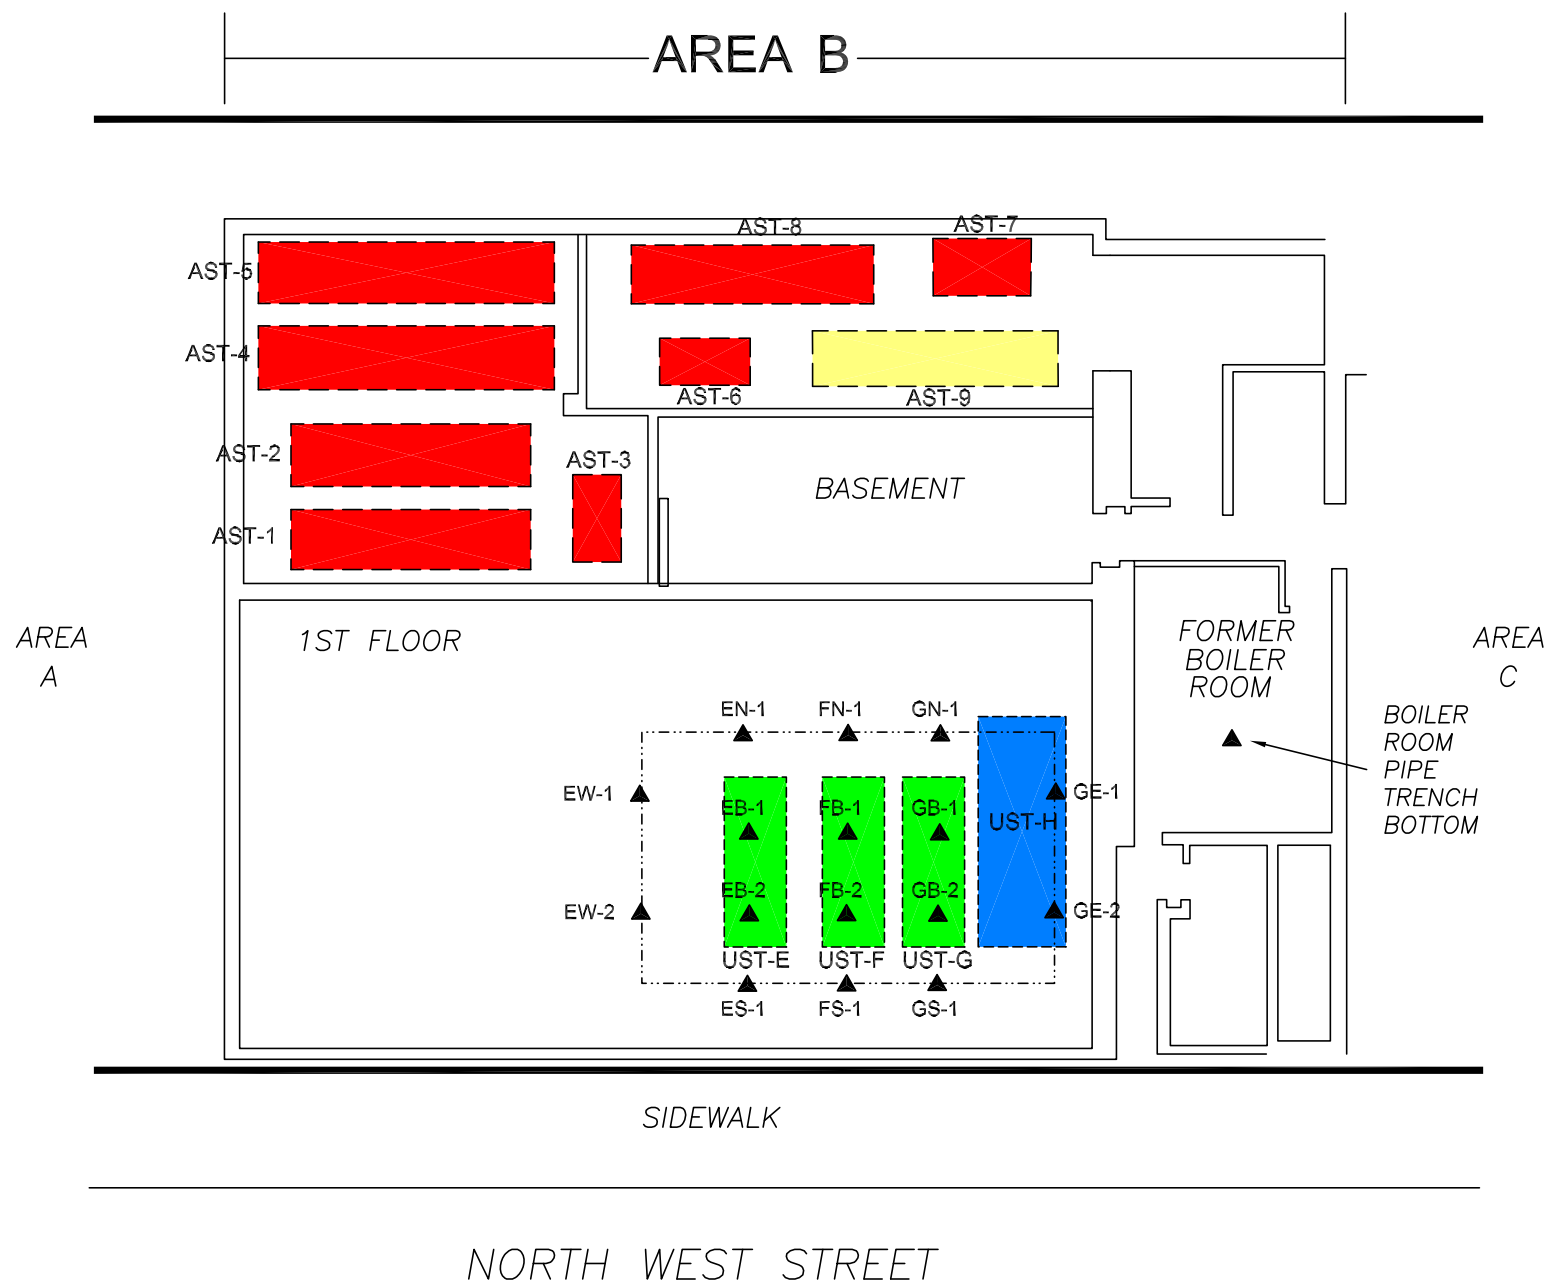 AREA B
AST-8
AST-7
AST-5
AST-4
AST-6
AST-9
AST-2
AST-3
BASEMENT
AST-1
1ST FLOOR
AREA
A
FORMER
BOILER
ROOM
AREA
C
BOILER
ROOM
PIPE
TRENCH
BOTTOM
EN-1
FN-1
GN-1
EW-1
GE-1
EB-1
FB-1
GB-1
UST-H
EB-2
FB-2
GB-2
EW-2
GE-2
UST-E
UST-F
UST-G
ES-1
FS-1
GS-1
SIDEWALK
NORTH WEST STREET